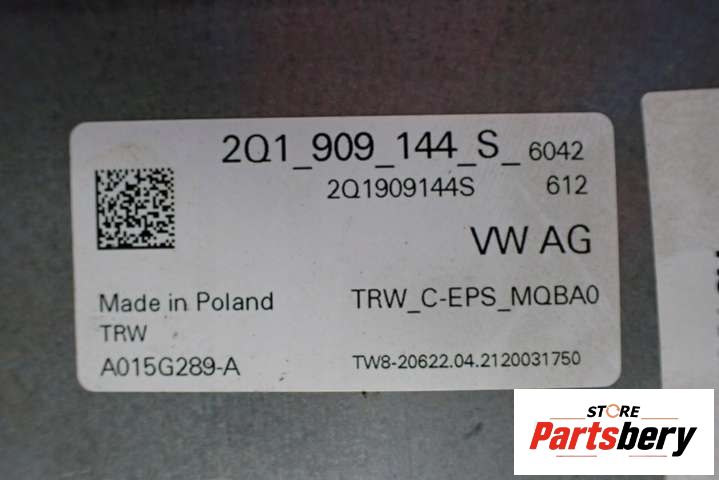 2Q1_909_144_S_ 6042
2Q1909144S 612
VW AG
Made in Poland TRW_C-EPS_MQBA0
TRW
A015G289-A TW8-20622.04.2120031750
STORE
Partsbery